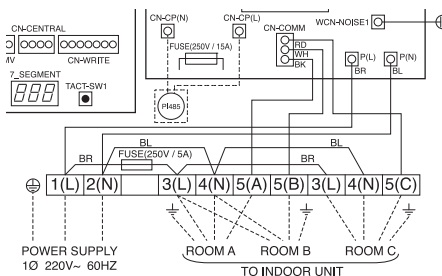 CN-CENTRAL
MV
CN-WRITE
7_SEGMENT
TACT-SW1
CN-CP(N)
CN-CP(L)
CN-COMM
WCN-NOISE1
FUSE(250V / 15A)
RD
WH
BK
P(L)
P(N)
BR
BL
PI485
BL
BR
FUSE(250V / 5A)
BR
1(L) 2(N) 3(L) 4(N) 5(A) 5(B) 3(L) 4(N) 5(C)
POWER SUPPLY
1Ø 220V~ 60HZ
ROOM A
ROOM B
ROOM C
TO INDOOR UNIT